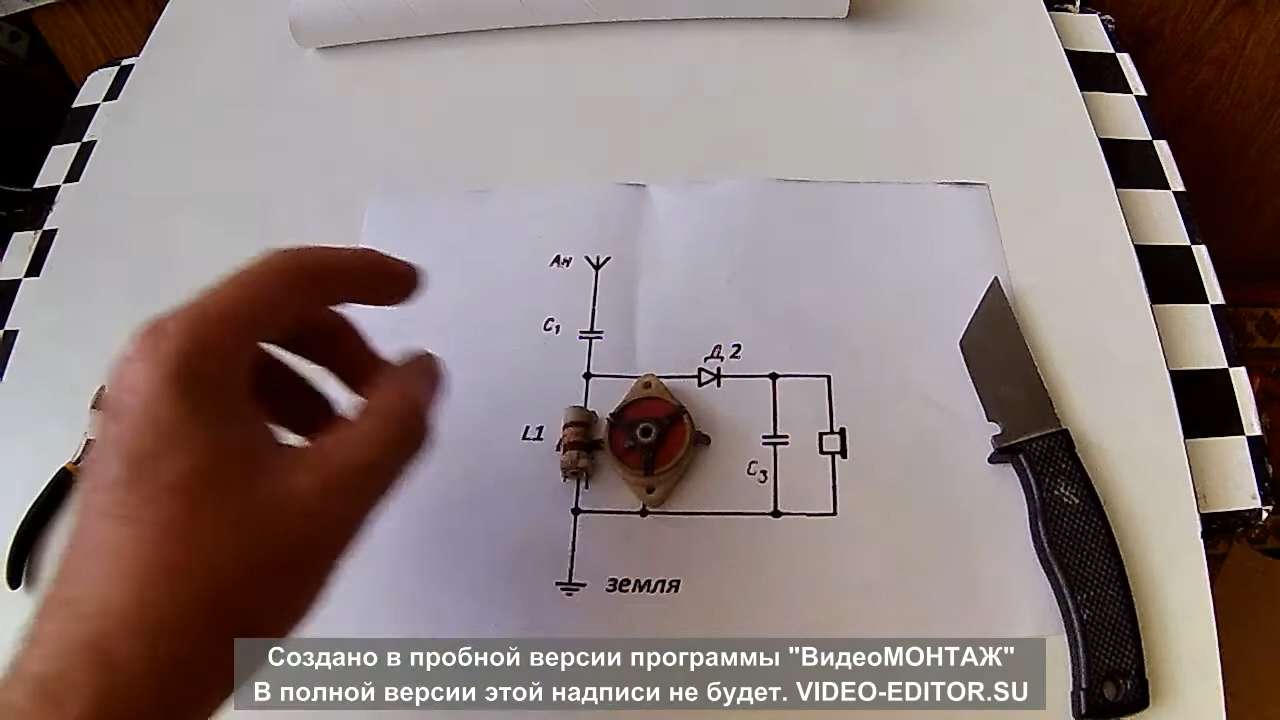 Ан
C₁
Д 2
L1
C₃
земля
Создано в пробной версии программы "ВидеоМОНТАЖ"
В полной версии этой надписи не будет. VIDEO-EDITOR.SU